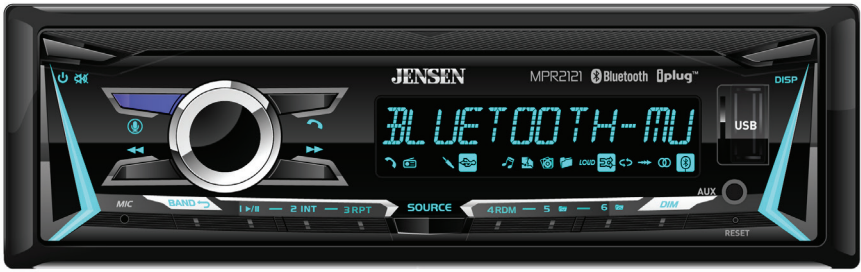 JENSEN
MPR2121 Bluetooth iplug™
DISP
BLUETOOTH-MU
USB
LOUD
AUX
MIC
BAND
1 2 INT 3 RPT
SOURCE
4 RDM 5 6
DIM
RESET